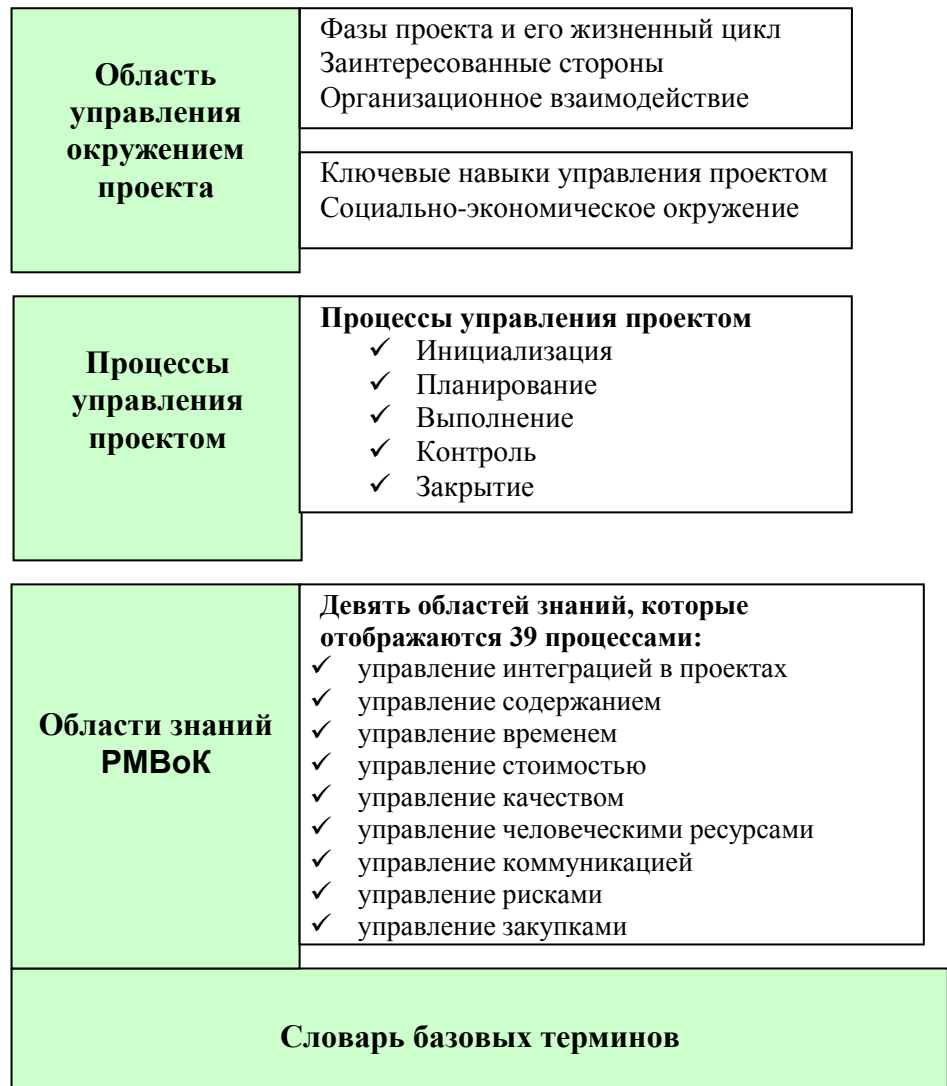 Область
управления
окружением
проекта
Фазы проекта и его жизненный цикл
Заинтересованные стороны
Организационное взаимодействие
Ключевые навыки управления проектом
Социально-экономическое окружение
Процессы
управления
проектом
Процессы управления проектом
✓ Инициализация
✓ Планирование
✓ Выполнение
✓ Контроль
✓ Закрытие
Области знаний
PMBoK
Девять областей знаний, которые
отображаются 39 процессами:
✓ управление интеграцией в проектах
✓ управление содержанием
✓ управление временем
✓ управление стоимостью
✓ управление качеством
✓ управление человеческими ресурсами
✓ управление коммуникацией
✓ управление рисками
✓ управление закупками
Словарь базовых терминов